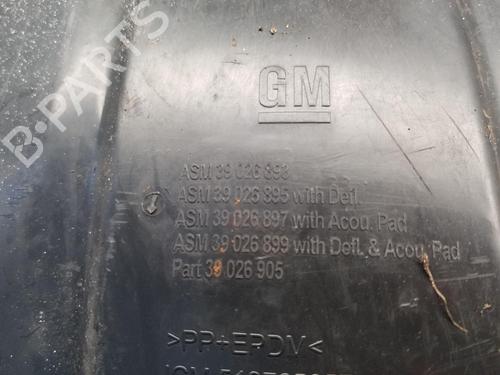 B-PARTS
GM
ASM 39 026 893
ASM 39 026 895 with Defl.
ASM 39 026 897 with Acou. Pad
ASM 39 026 899 with Defl. & Acou. Pad
Part 39 026 905
>PP+EPDM<